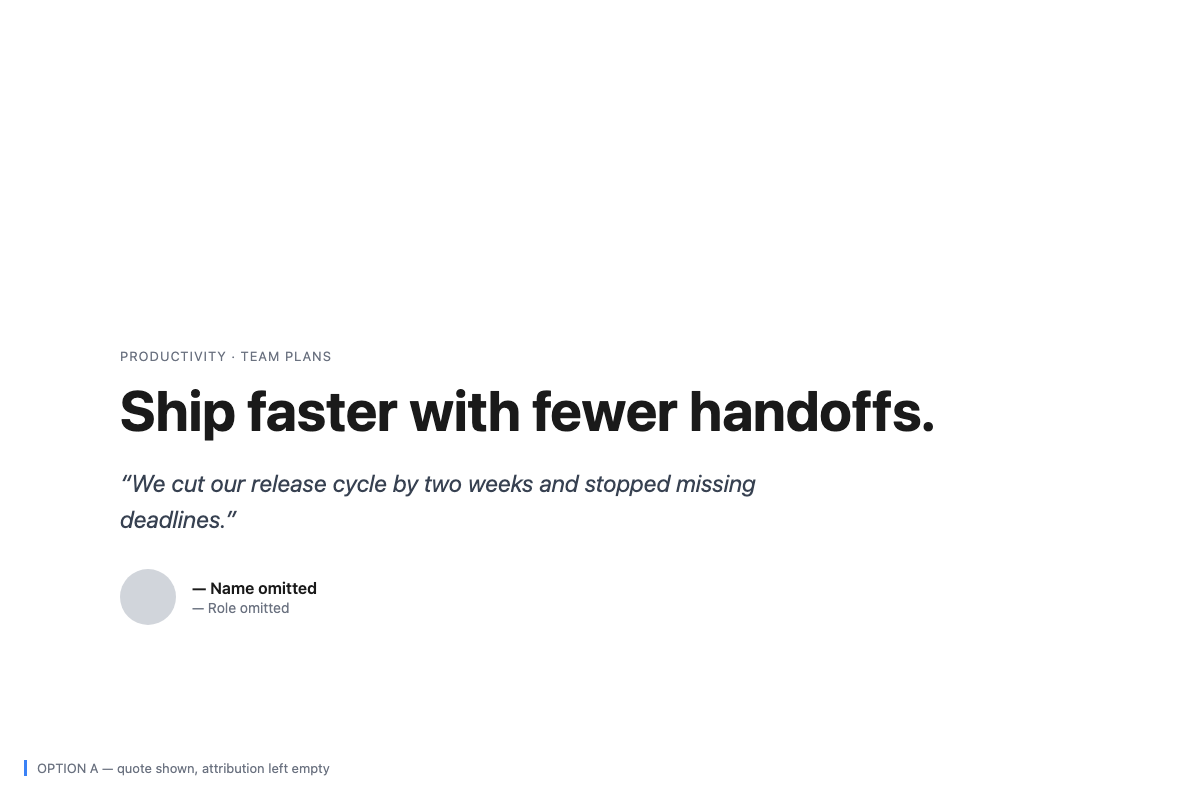 PRODUCTIVITY · TEAM PLANS
Ship faster with fewer handoffs.
“We cut our release cycle by two weeks and stopped missing
deadlines.”
— Name omitted
— Role omitted
OPTION A — quote shown, attribution left empty